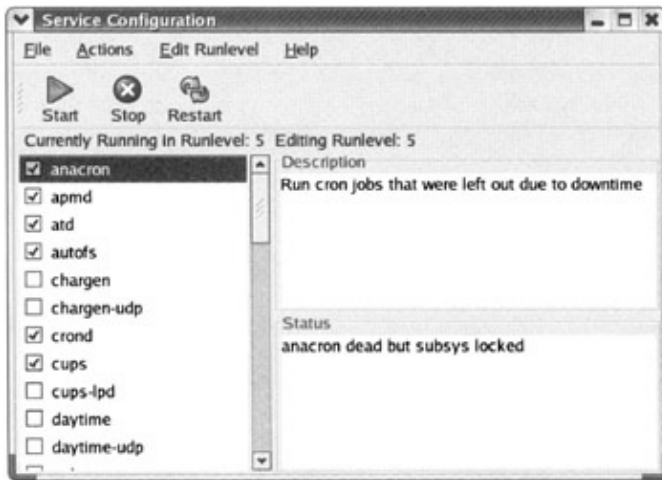 Service Configuration
File Actions Edit Runlevel Help
Start Stop Restart
Currently Running in Runlevel: 5 Editing Runlevel: 5
anacron
apmd
atd
autofs
chargen
chargen-udp
crond
cups
cups-lpd
daytime
daytime-udp
Description
Run cron jobs that were left out due to downtime
Status
anacron dead but subsys locked